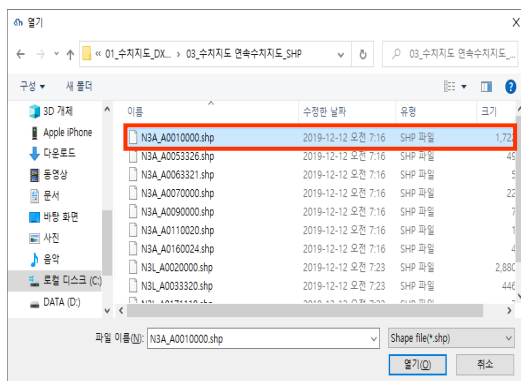 열기
« 01_수치지도_DX... › 03_수치지도 연속수치지도_SHP
03_수치지도 연속수치지도_...
구성 새 폴더
3D 개체
Apple iPhone
다운로드
동영상
문서
바탕 화면
사진
음악
로컬 디스크 (C:)
DATA (D:)
이름 수정한 날짜 유형 크기
N3A_A0010000.shp 2019-12-12 오전 7:16 SHP 파일 1,72
N3A_A0053326.shp 2019-12-12 오전 7:16 SHP 파일 49
N3A_A0063321.shp 2019-12-12 오전 7:16 SHP 파일 5
N3A_A0070000.shp 2019-12-12 오전 7:16 SHP 파일 22
N3A_A0090000.shp 2019-12-12 오전 7:16 SHP 파일 7
N3A_A0110020.shp 2019-12-12 오전 7:16 SHP 파일 1
N3A_A0160024.shp 2019-12-12 오전 7:16 SHP 파일 4
N3L_A0020000.shp 2019-12-12 오전 7:23 SHP 파일 2,880
N3L_A0033320.shp 2019-12-12 오전 7:23 SHP 파일 446
파일 이름(N): N3A_A0010000.shp Shape file(*.shp)
열기(O) 취소